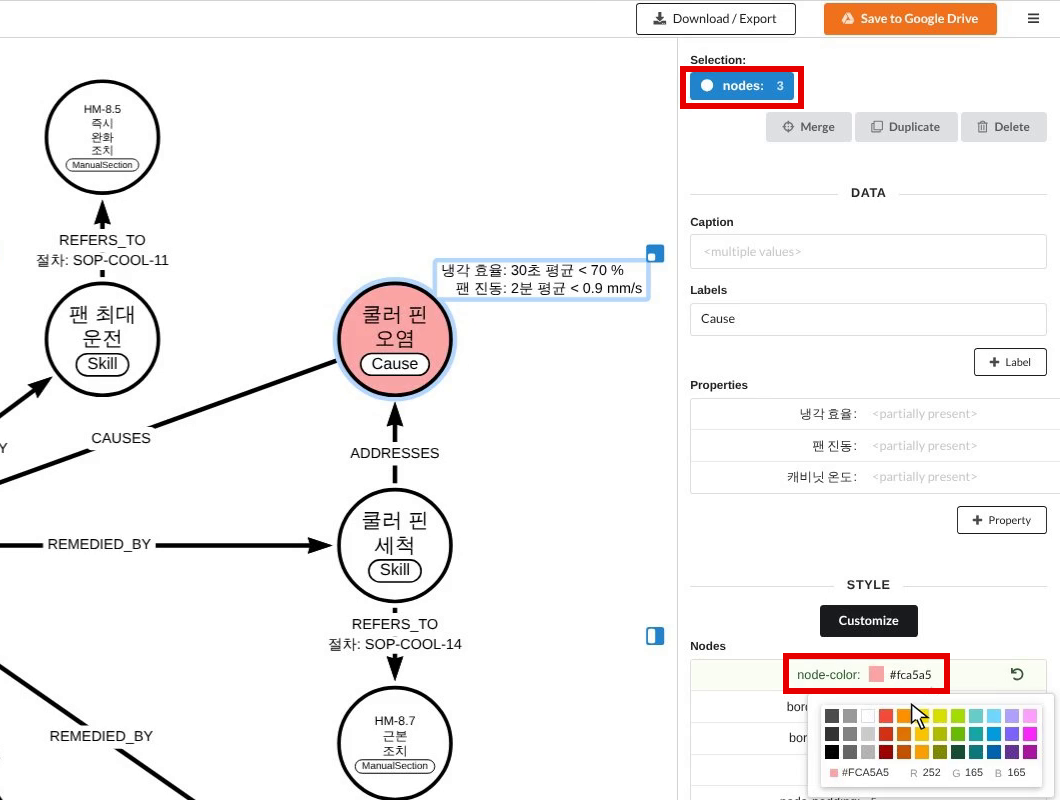 Download / Export
Save to Google Drive
Selection:
nodes: 3
Merge
Duplicate
Delete
DATA
Caption
<multiple values>
Labels
Cause
+ Label
Properties
냉각 효율: <partially present>
팬 진동: <partially present>
캐비닛 온도: <partially present>
+ Property
STYLE
Customize
Nodes
node-color: #fca5a5
#FCA5A5 R 252 G 165 B 165
HM-8.5
즉시
완화
조치
ManualSection
REFERS_TO
절차: SOP-COOL-11
팬 최대
운전
Skill
냉각 효율: 30초 평균 < 70 %
팬 진동: 2분 평균 < 0.9 mm/s
쿨러 핀
오염
Cause
CAUSES
ADDRESSES
쿨러 핀
세척
Skill
REMEDIED_BY
REFERS_TO
절차: SOP-COOL-14
HM-8.7
근본
조치
ManualSection
REMEDIED_BY